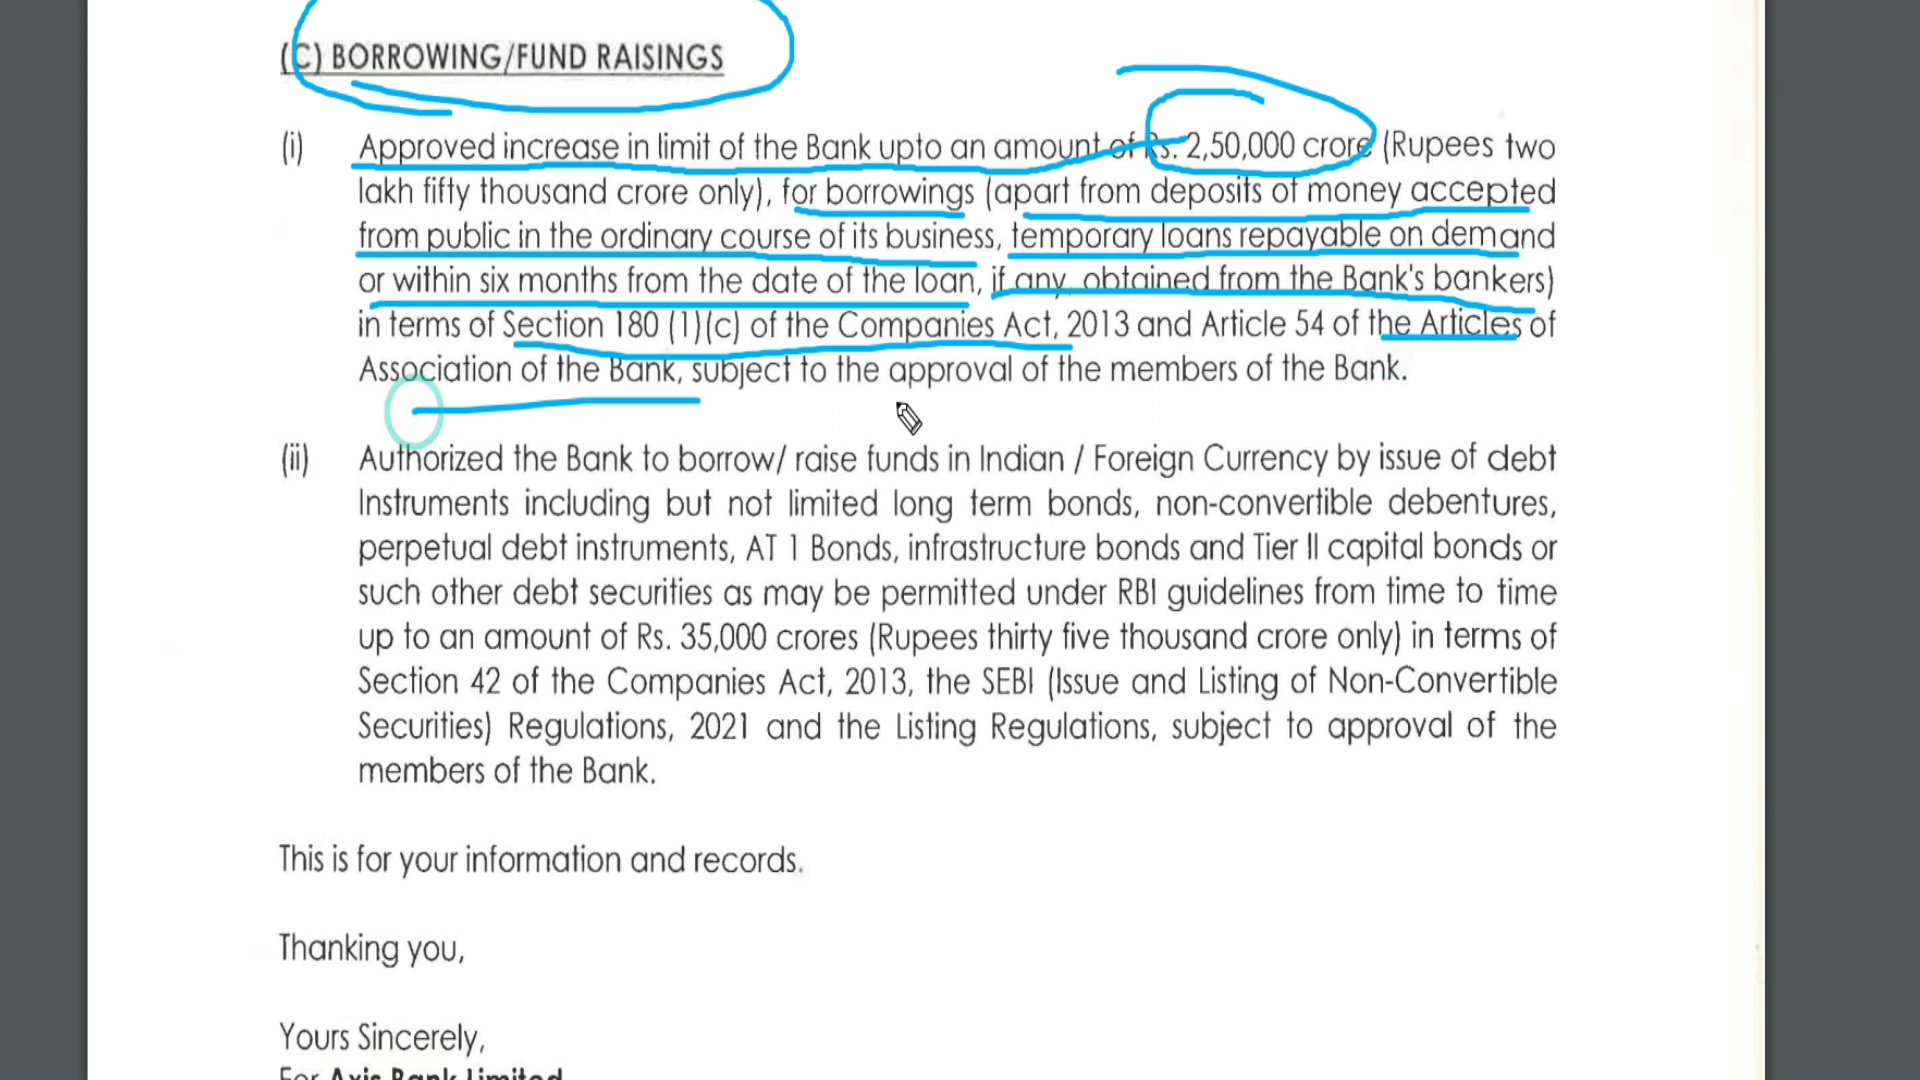 (C) BORROWING/FUND RAISINGS
(i) Approved increase in limit of the Bank upto an amount of Rs. 2,50,000 crore (Rupees two
lakh fifty thousand crore only), for borrowings (apart from deposits of money accepted
from public in the ordinary course of its business, temporary loans repayable on demand
or within six months from the date of the loan, if any, obtained from the Bank's bankers)
in terms of Section 180 (1)(c) of the Companies Act, 2013 and Article 54 of the Articles of
Association of the Bank, subject to the approval of the members of the Bank.
(ii) Authorized the Bank to borrow/ raise funds in Indian / Foreign Currency by issue of debt
Instruments including but not limited long term bonds, non-convertible debentures,
perpetual debt instruments, AT 1 Bonds, infrastructure bonds and Tier II capital bonds or
such other debt securities as may be permitted under RBI guidelines from time to time
up to an amount of Rs. 35,000 crores (Rupees thirty five thousand crore only) in terms of
Section 42 of the Companies Act, 2013, the SEBI (Issue and Listing of Non-Convertible
Securities) Regulations, 2021 and the Listing Regulations, subject to approval of the
members of the Bank.
This is for your information and records.
Thanking you,
Yours Sincerely,
For Axis Bank Limited